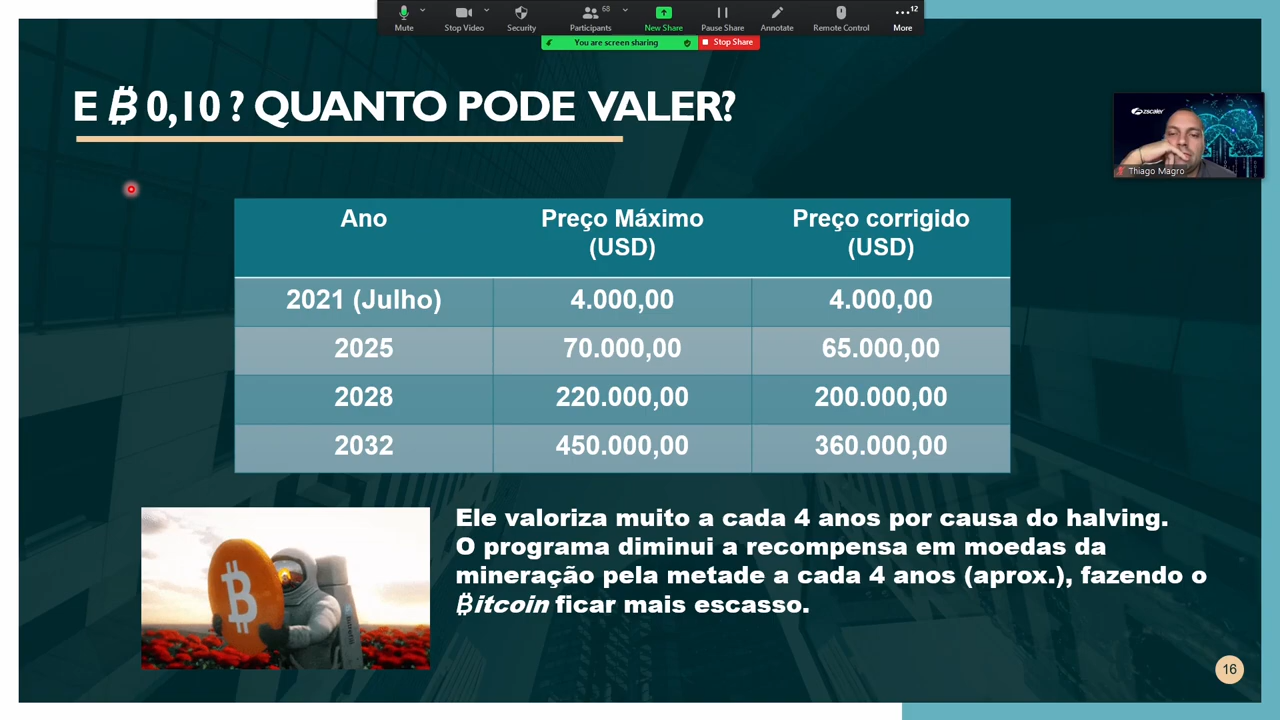 Mute
Stop Video
Security
Participants
68
New Share
Pause Share
Annotate
Remote Control
12
More
You are screen sharing
Stop Share
E ₿ 0,10 ? QUANTO PODE VALER?
zscaler
Thiago Magro
Ano
Preço Máximo
(USD)
Preço corrigido
(USD)
2021 (Julho)
4.000,00
4.000,00
2025
70.000,00
65.000,00
2028
220.000,00
200.000,00
2032
450.000,00
360.000,00
Ele valoriza muito a cada 4 anos por causa do halving.
O programa diminui a recompensa em moedas da
mineração pela metade a cada 4 anos (aprox.), fazendo o
₿itcoin ficar mais escasso.
16